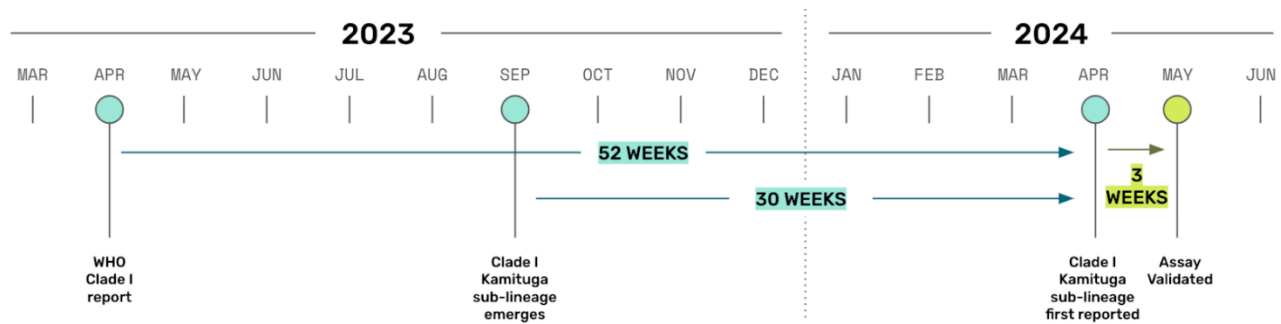 2023 2024
MAR APR MAY JUN JUL AUG SEP OCT NOV DEC JAN FEB MAR APR MAY JUN
52 WEEKS
3
WEEKS
30 WEEKS
WHO
Clade I
report
Clade I
Kamituga
sub-lineage
emerges
Clade I
Kamituga
sub-lineage
first reported
Assay
Validated